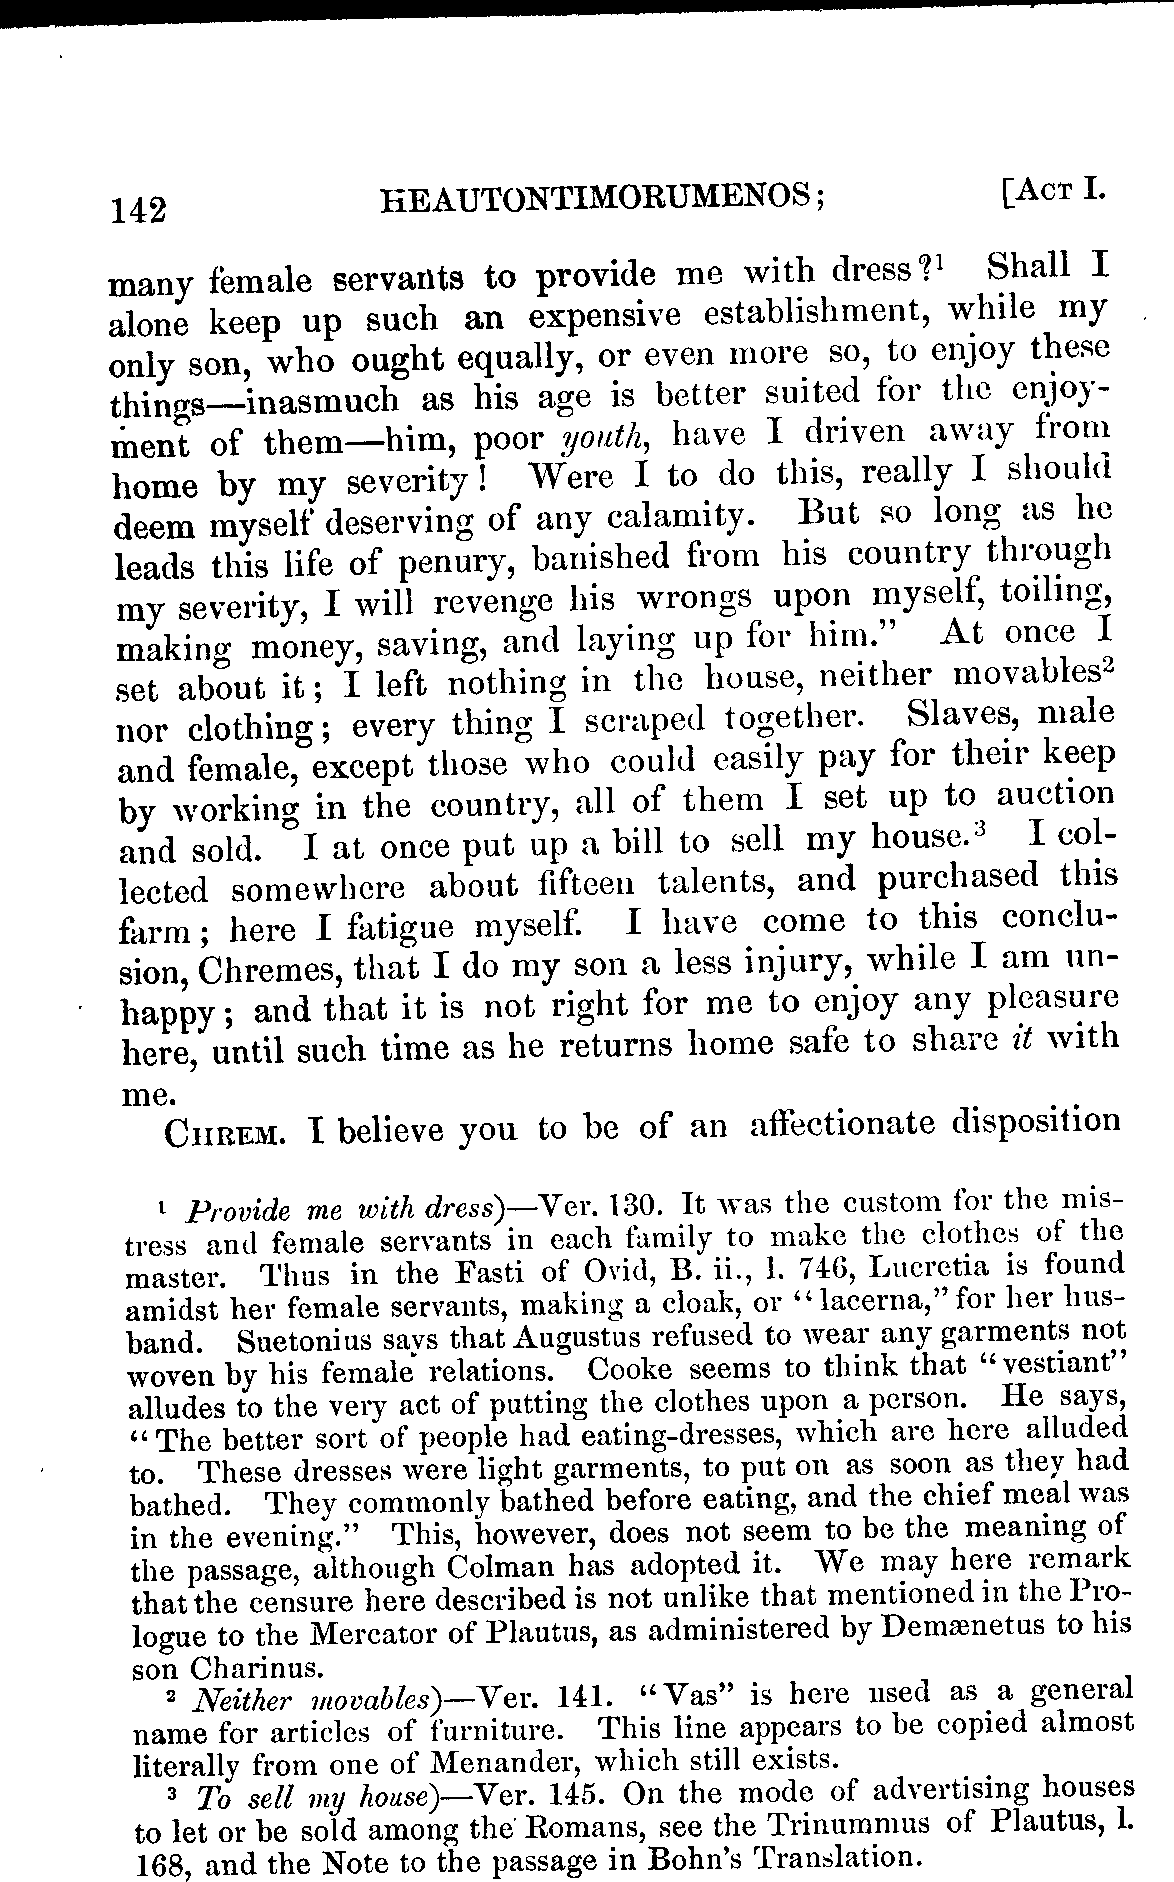 142 HEAUTONTIMORUMENOS; [ACT I.
many female servants to provide me with dress?¹ Shall I
alone keep up such an expensive establishment, while my
only son, who ought equally, or even more so, to enjoy these
things—inasmuch as his age is better suited for the enjoy-
ment of them—him, poor youth, have I driven away from
home by my severity! Were I to do this, really I should
deem myself deserving of any calamity. But so long as he
leads this life of penury, banished from his country through
my severity, I will revenge his wrongs upon myself, toiling,
making money, saving, and laying up for him." At once I
set about it; I left nothing in the house, neither movables²
nor clothing; every thing I scraped together. Slaves, male
and female, except those who could easily pay for their keep
by working in the country, all of them I set up to auction
and sold. I at once put up a bill to sell my house.³ I col-
lected somewhere about fifteen talents, and purchased this
farm; here I fatigue myself. I have come to this conclu-
sion, Chremes, that I do my son a less injury, while I am un-
happy; and that it is not right for me to enjoy any pleasure
here, until such time as he returns home safe to share it with
me.
CHREM. I believe you to be of an affectionate disposition
¹ Provide me with dress)—Ver. 130. It was the custom for the mis-
tress and female servants in each family to make the clothes of the
master. Thus in the Fasti of Ovid, B. ii., l. 746, Lucretia is found
amidst her female servants, making a cloak, or "lacerna," for her hus-
band. Suetonius says that Augustus refused to wear any garments not
woven by his female relations. Cooke seems to think that "vestiant"
alludes to the very act of putting the clothes upon a person. He says,
"The better sort of people had eating-dresses, which are here alluded
to. These dresses were light garments, to put on as soon as they had
bathed. They commonly bathed before eating, and the chief meal was
in the evening." This, however, does not seem to be the meaning of
the passage, although Colman has adopted it. We may here remark
that the censure here described is not unlike that mentioned in the Pro-
logue to the Mercator of Plautus, as administered by Demænetus to his
son Charinus.
² Neither movables)—Ver. 141. "Vas" is here used as a general
name for articles of furniture. This line appears to be copied almost
literally from one of Menander, which still exists.
³ To sell my house)—Ver. 145. On the mode of advertising houses
to let or be sold among the Romans, see the Trinummus of Plautus, l.
168, and the Note to the passage in Bohn's Translation.